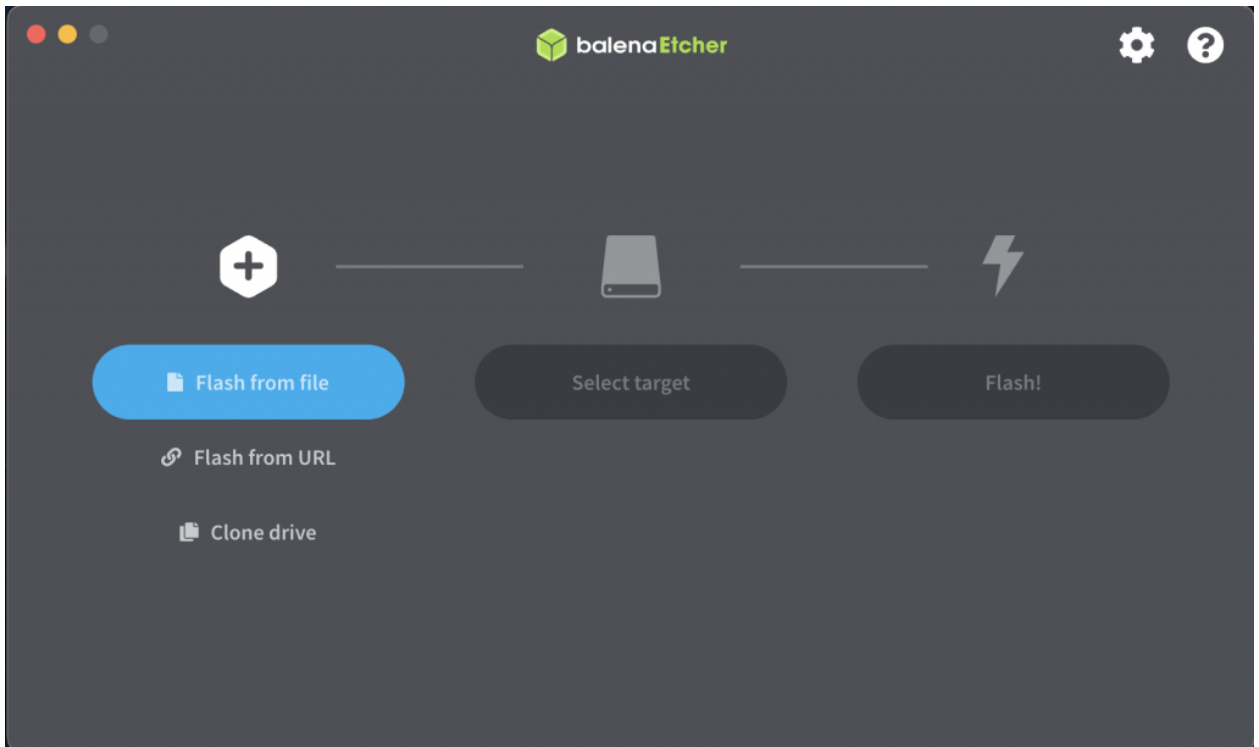 balenaEtcher
Flash from file
Select target
Flash!
Flash from URL
Clone drive